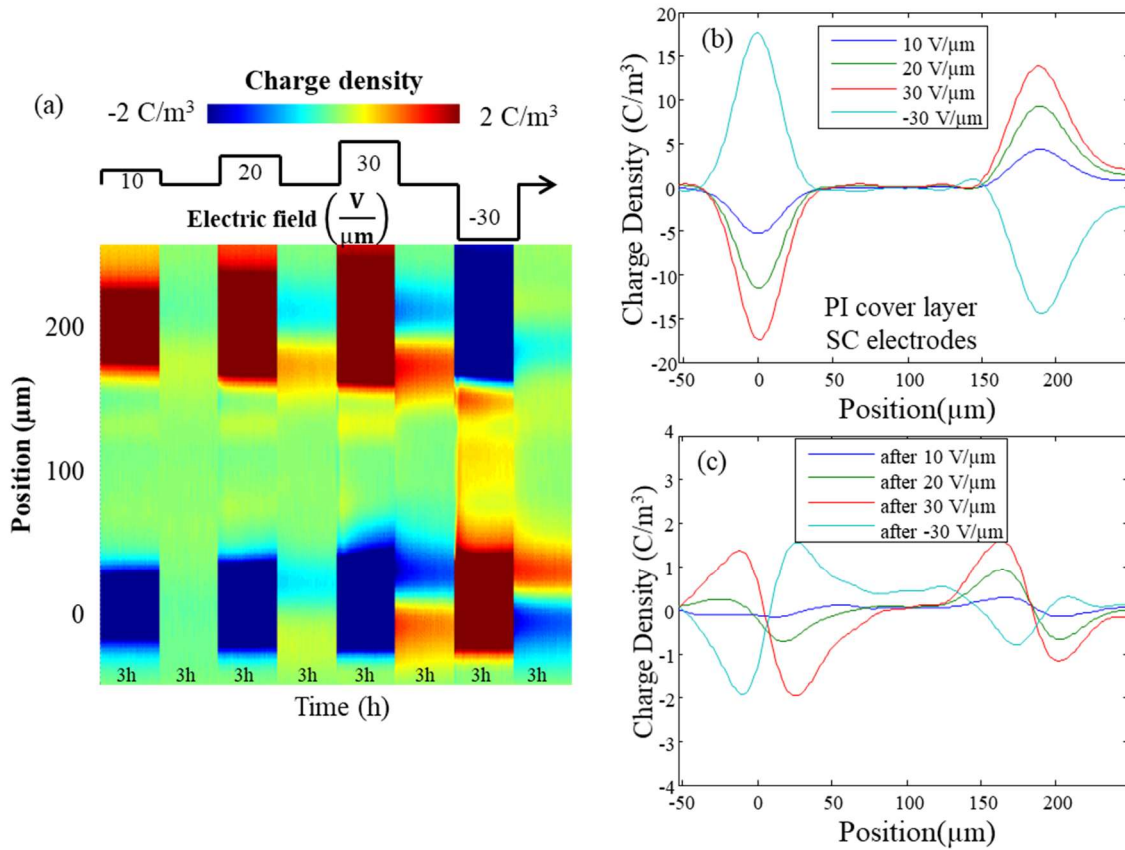 (a)
Charge density
-2 C/m³ 2 C/m³
10 20 30 -30
Electric field (V/µm)
Position (µm)
200
100
0
3h 3h 3h 3h 3h 3h 3h 3h
Time (h)
(b)
Charge Density (C/m³)
20
15
10
5
0
-5
-10
-15
-20
10 V/µm
20 V/µm
30 V/µm
-30 V/µm
PI cover layer
SC electrodes
-50 0 50 100 150 200
Position(µm)
(c)
Charge Density (C/m³)
4
3
2
1
0
-1
-2
-3
-4
after 10 V/µm
after 20 V/µm
after 30 V/µm
after -30 V/µm
-50 0 50 100 150 200
Position(µm)